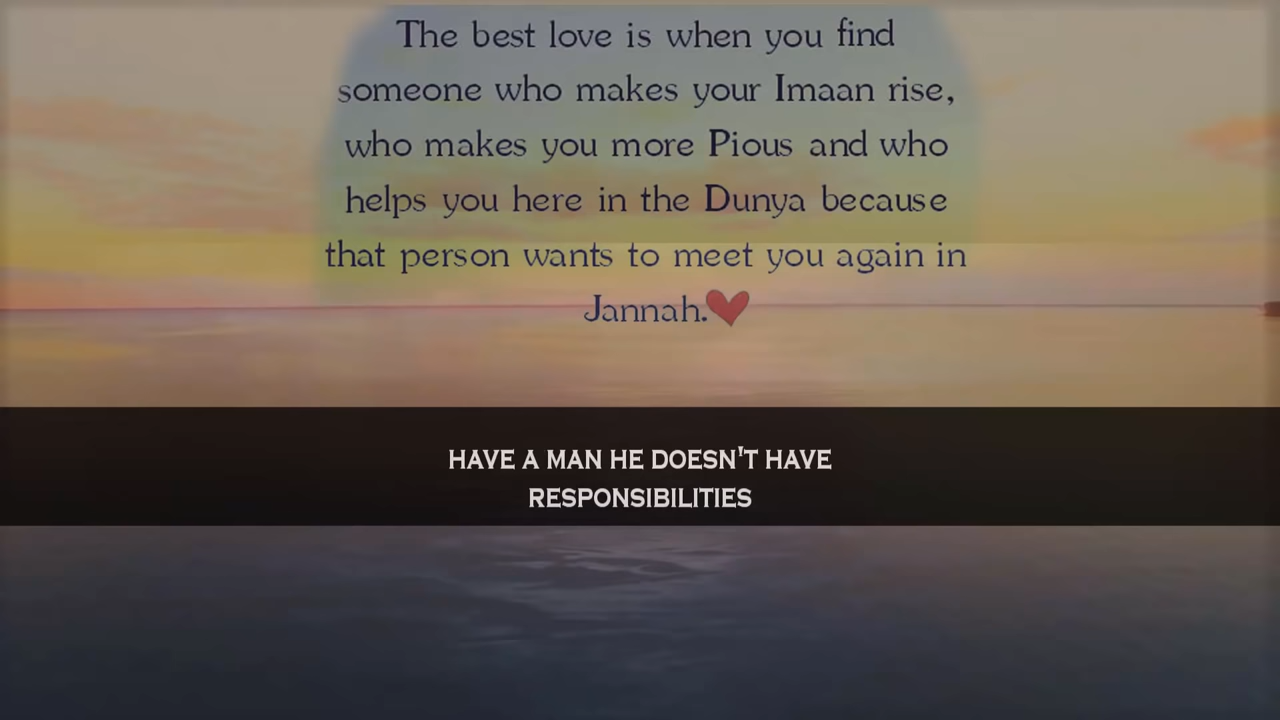 The best love is when you find
someone who makes your Imaan rise,
who makes you more Pious and who
helps you here in the Dunya because
that person wants to meet you again in
Jannah.❤
HAVE A MAN HE DOESN'T HAVE
RESPONSIBILITIES